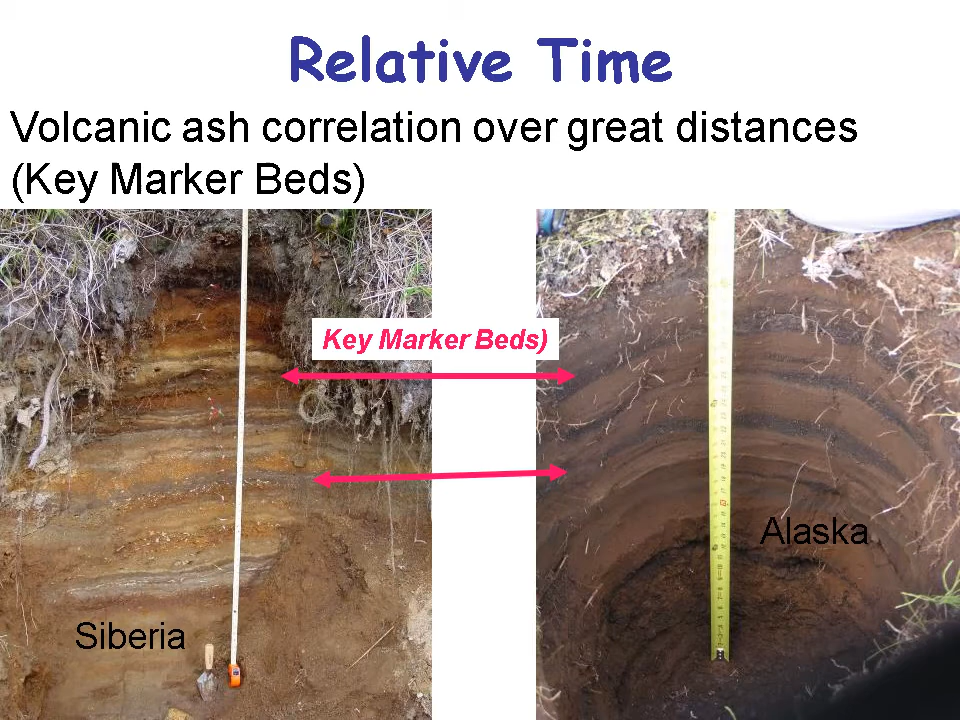 Relative Time
Volcanic ash correlation over great distances
(Key Marker Beds)
Key Marker Beds)
Alaska
Siberia